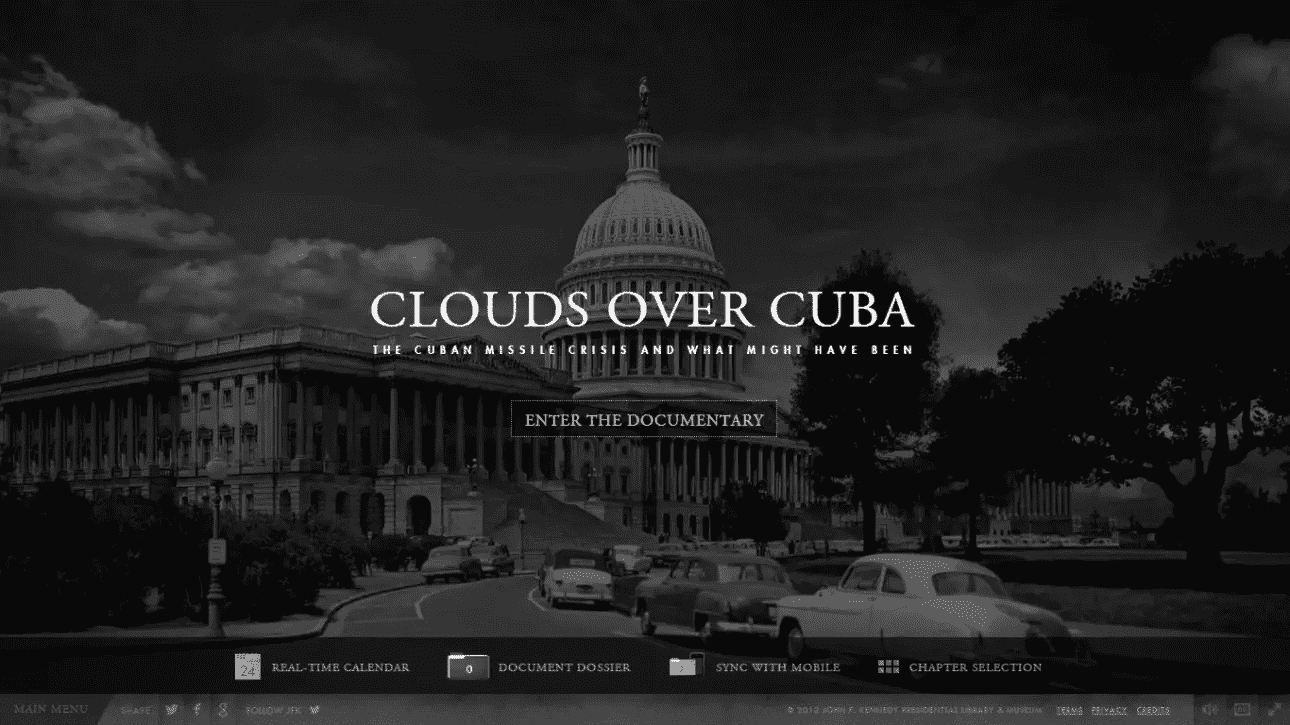 CLOUDS OVER CUBA
THE CUBAN MISSILE CRISIS AND WHAT MIGHT HAVE BEEN
ENTER THE DOCUMENTARY
24 REAL-TIME CALENDAR 0 DOCUMENT DOSSIER SYNC WITH MOBILE CHAPTER SELECTION
MAIN MENU SHARE FOLLOW JFK © 2012 JOHN F. KENNEDY PRESIDENTIAL LIBRARY & MUSEUM TERMS PRIVACY CREDITS